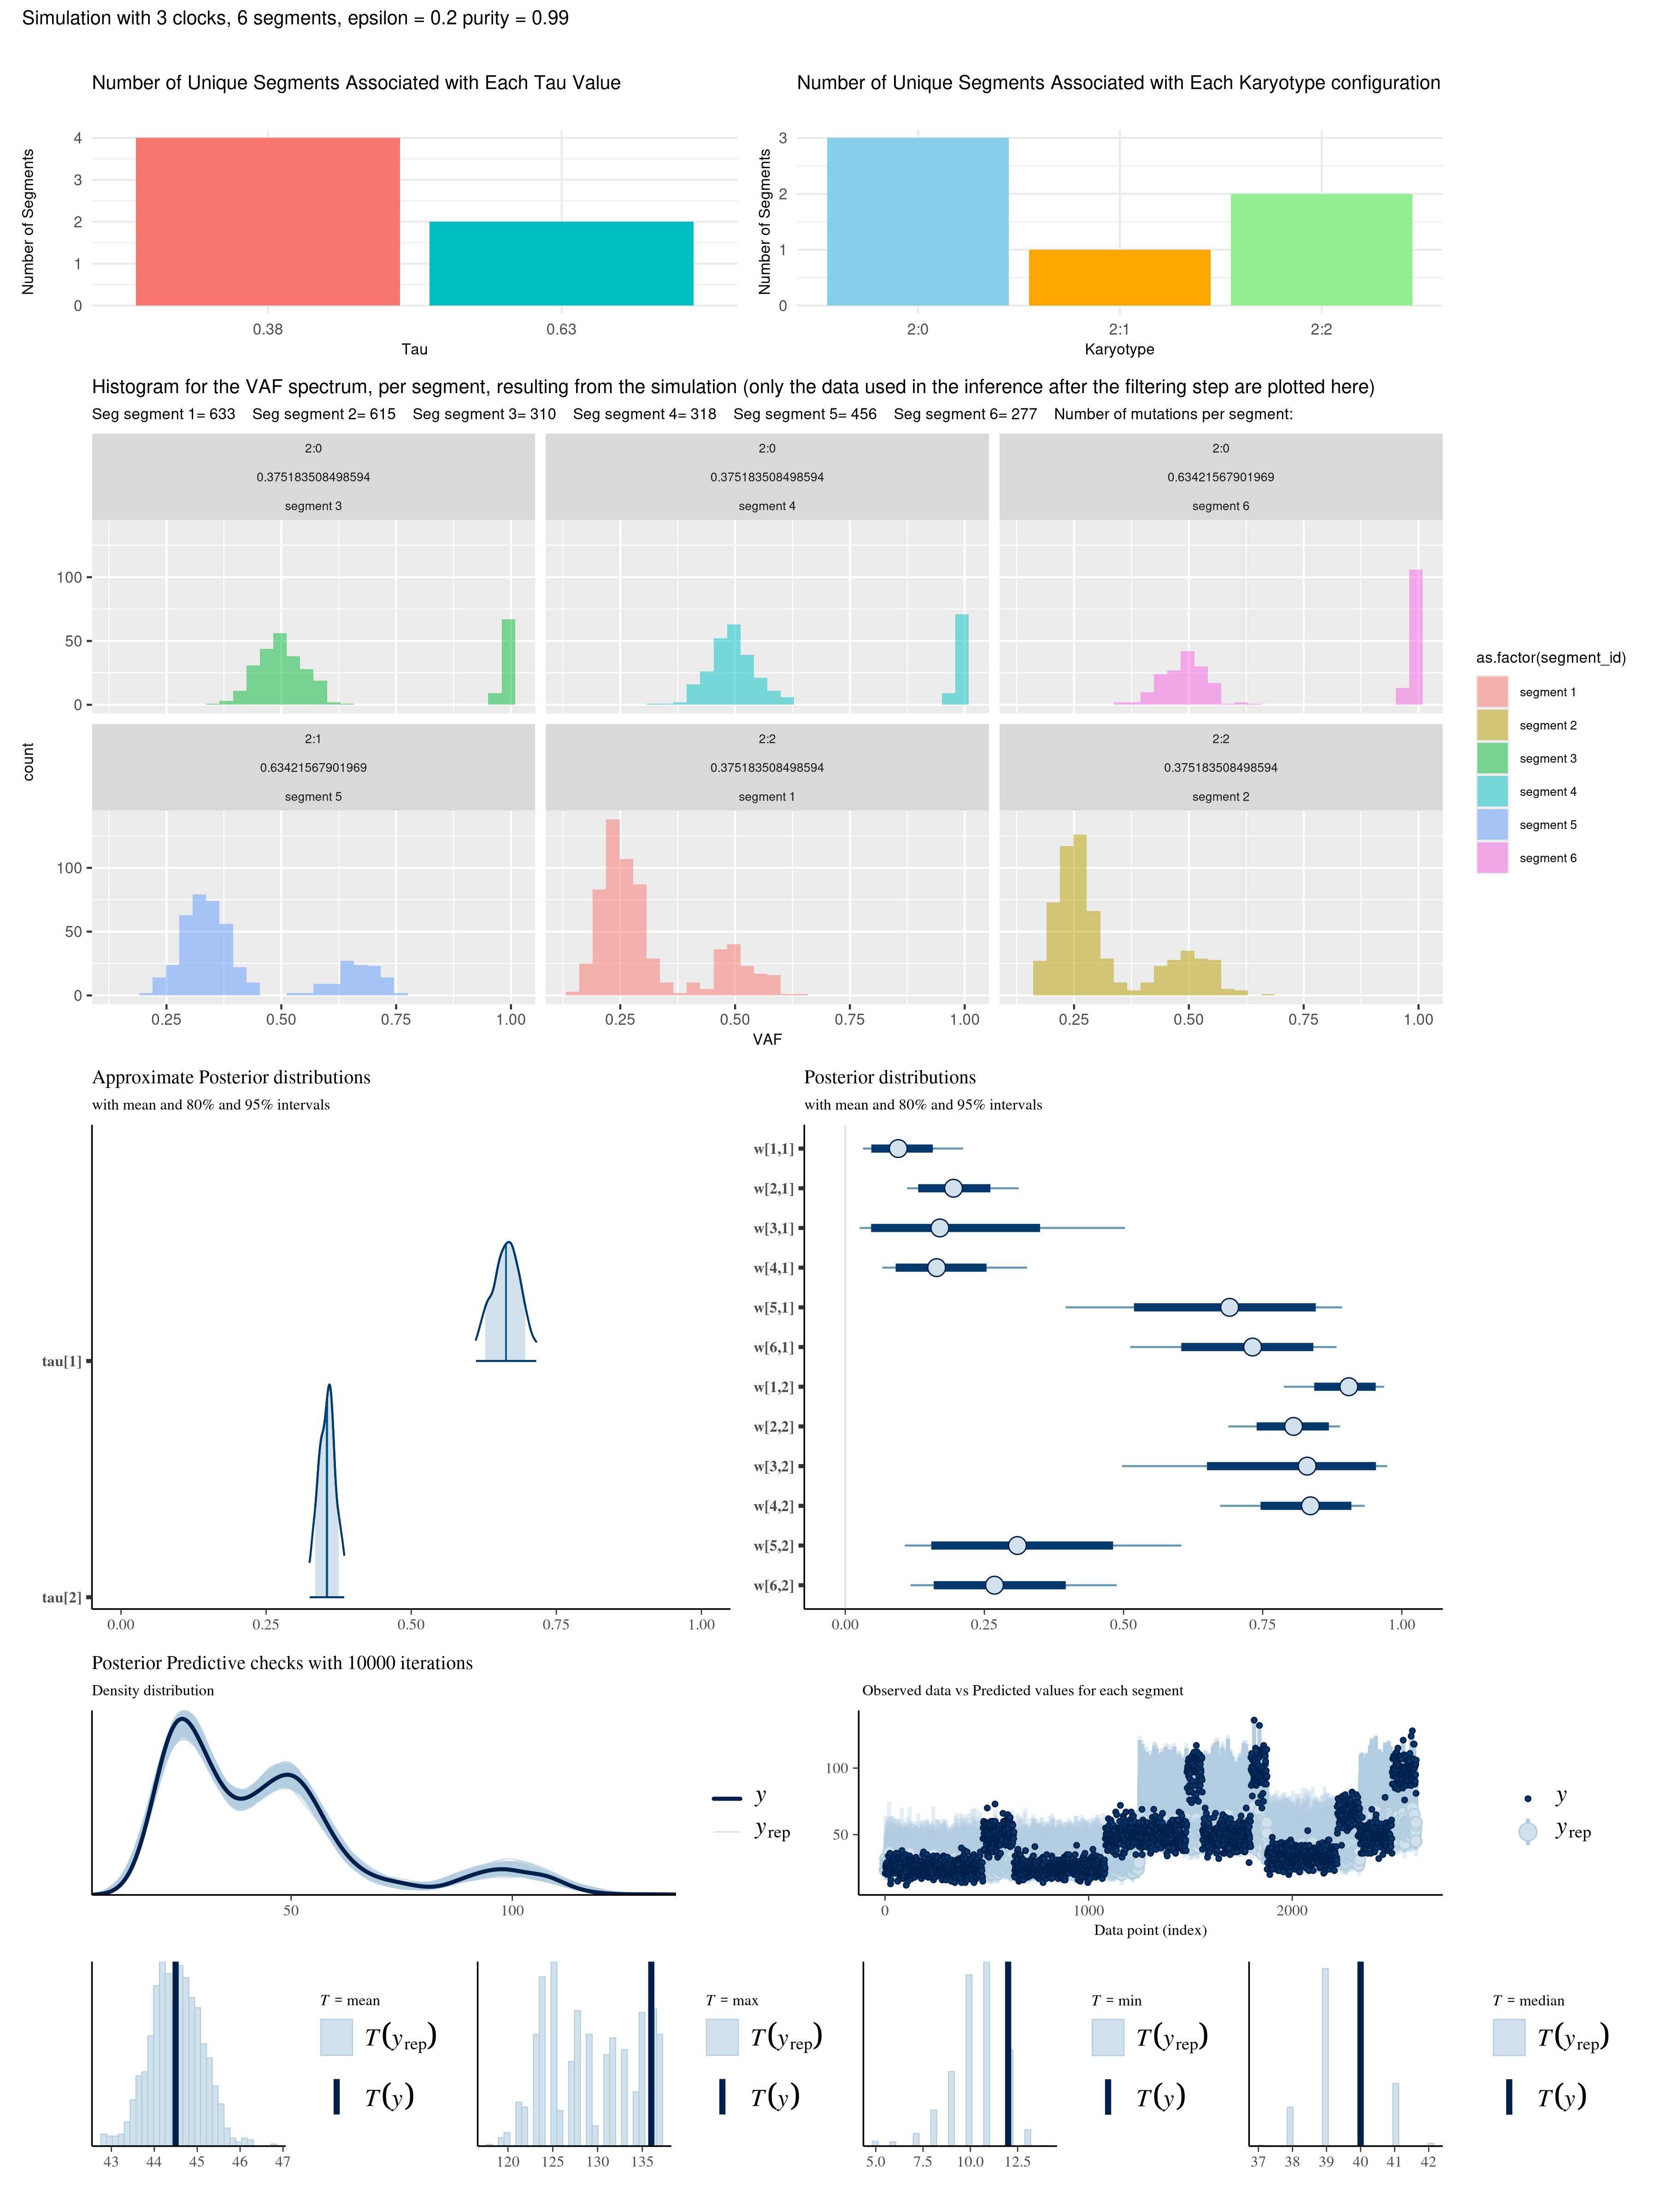 Simulation with 3 clocks, 6 segments, epsilon = 0.2 purity = 0.99
Number of Unique Segments Associated with Each Tau Value
Number of Segments
4
3
2
1
0
0.38 0.63
Tau
Number of Unique Segments Associated with Each Karyotype configuration
Number of Segments
3
2
1
0
2:0 2:1 2:2
Karyotype
Histogram for the VAF spectrum, per segment, resulting from the simulation (only the data used in the inference after the filtering step are plotted here)
Seg segment 1= 633 Seg segment 2= 615 Seg segment 3= 310 Seg segment 4= 318 Seg segment 5= 456 Seg segment 6= 277 Number of mutations per segment:
2:0
0.375183508498594
segment 3
2:0
0.375183508498594
segment 4
2:0
0.63421567901969
segment 6
100
50
0
count
2:1
0.63421567901969
segment 5
2:2
0.375183508498594
segment 1
2:2
0.375183508498594
segment 2
100
50
0
0.25 0.50 0.75 1.00
0.25 0.50 0.75 1.00
0.25 0.50 0.75 1.00
VAF
as.factor(segment_id)
segment 1
segment 2
segment 3
segment 4
segment 5
segment 6
Approximate Posterior distributions
with mean and 80% and 95% intervals
tau[1]
tau[2]
0.00 0.25 0.50 0.75 1.00
Posterior distributions
with mean and 80% and 95% intervals
w[1,1]
w[2,1]
w[3,1]
w[4,1]
w[5,1]
w[6,1]
w[1,2]
w[2,2]
w[3,2]
w[4,2]
w[5,2]
w[6,2]
0.00 0.25 0.50 0.75 1.00
Posterior Predictive checks with 10000 iterations
Density distribution
50 100
y
yrep
Observed data vs Predicted values for each segment
100
50
0 1000 2000
Data point (index)
y
yrep
43 44 45 46 47
T = mean
T(yrep)
T(y)
120 125 130 135
T = max
T(yrep)
T(y)
5.0 7.5 10.0 12.5
T = min
T(yrep)
T(y)
37 38 39 40 41 42
T = median
T(yrep)
T(y)